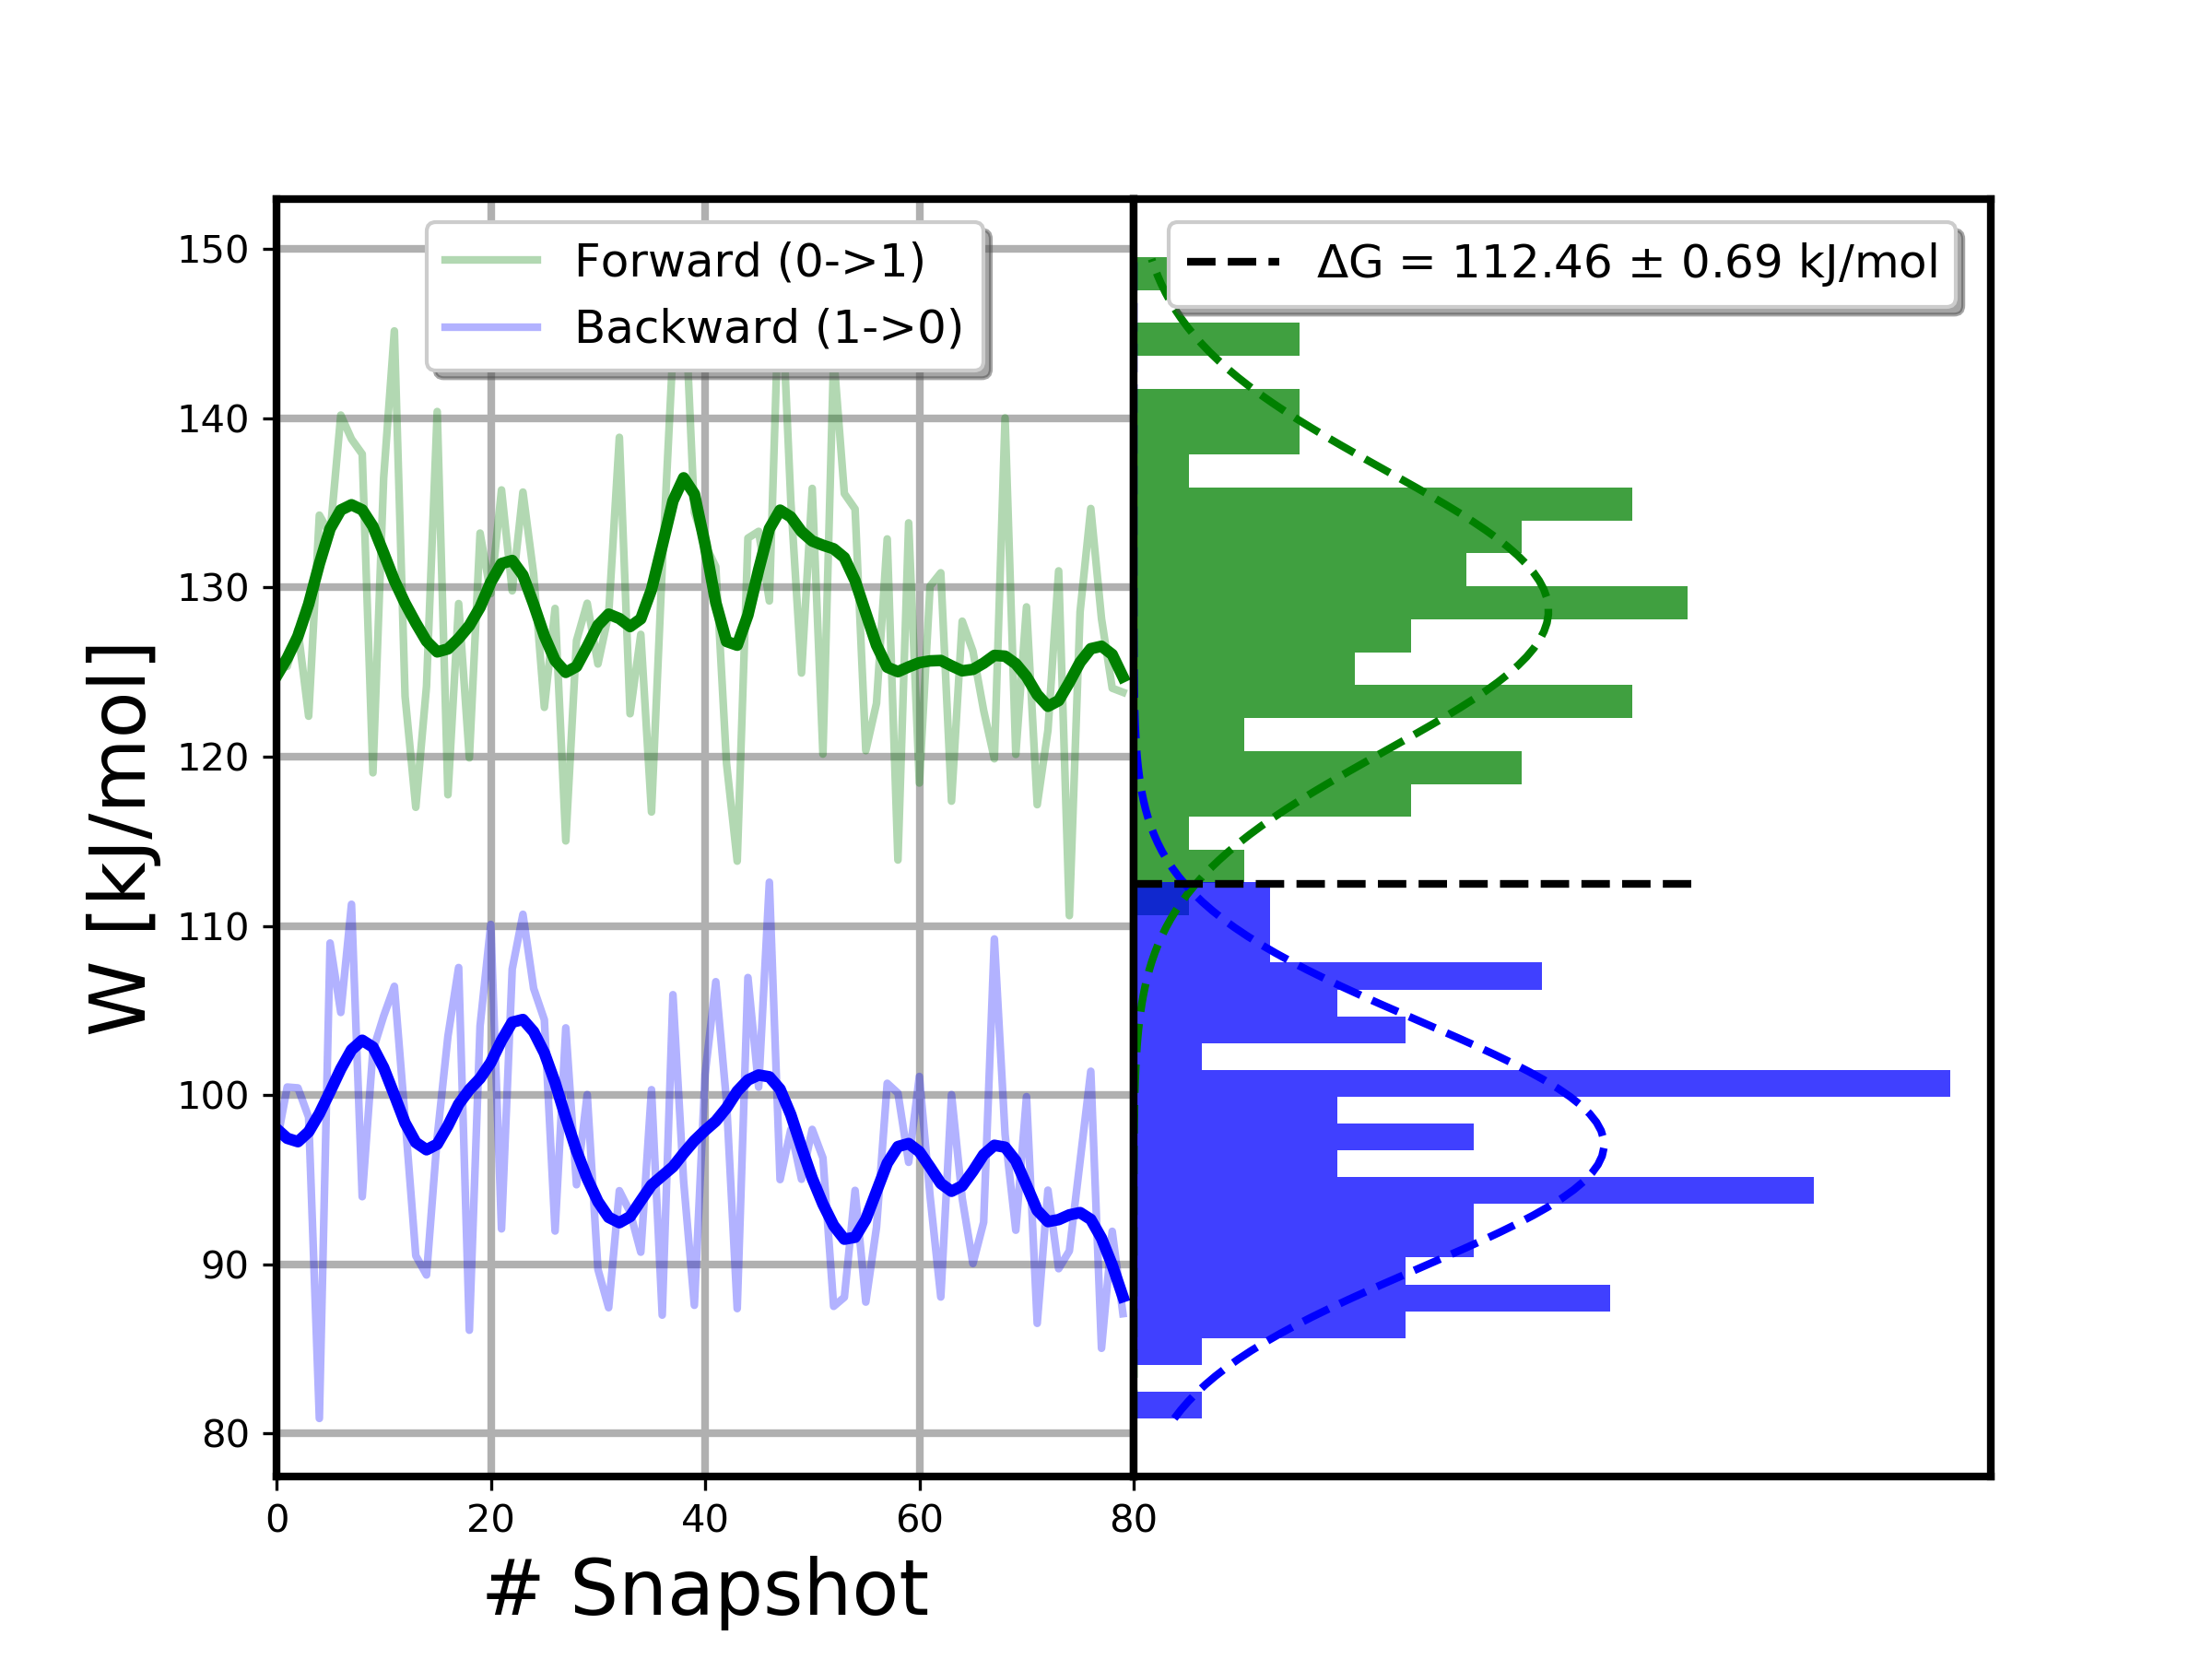 Forward (0->1)
Backward (1->0)
ΔG = 112.46 ± 0.69 kJ/mol
W [kJ/mol]
150
140
130
120
110
100
90
80
0 20 40 60 80
# Snapshot